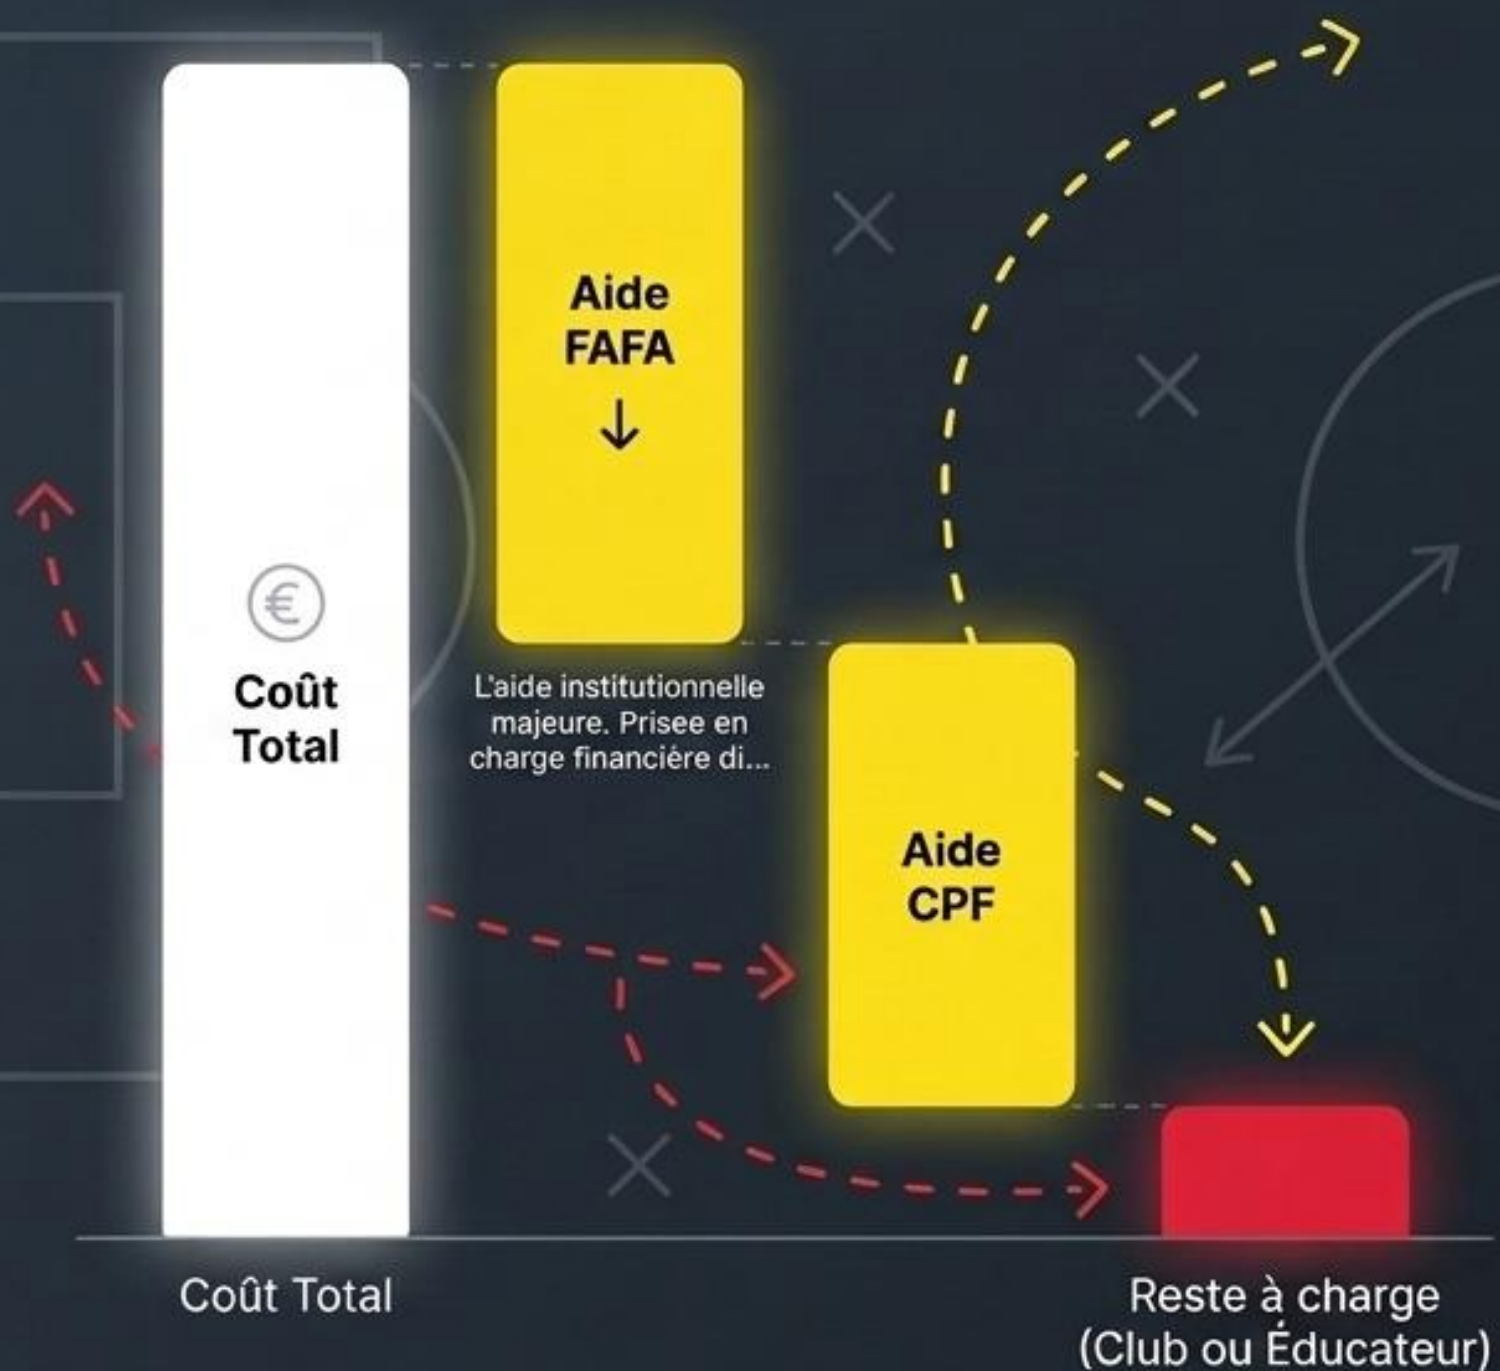 Aide
FAFA
€
Coût
Total
L'aide institutionnelle
majeure. Prisee en
charge financiére di...
Aide
CPF
Coût Total
Reste à charge
(Club ou Éducateur)